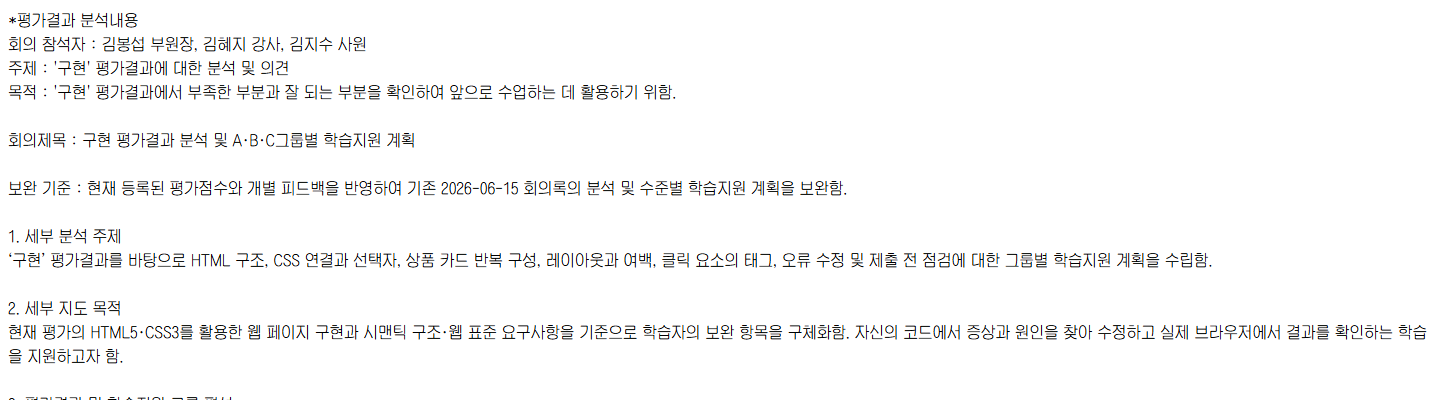 *평가결과 분석내용
회의 참석자 : 김봉섭 부원장, 김혜지 강사, 김지수 사원
주제 : '구현' 평가결과에 대한 분석 및 의견
목적 : '구현' 평가결과에서 부족한 부분과 잘 되는 부분을 확인하여 앞으로 수업하는 데 활용하기 위함.
회의제목 : 구현 평가결과 분석 및 A·B·C그룹별 학습지원 계획
보완 기준 : 현재 등록된 평가점수와 개별 피드백을 반영하여 기존 2026-06-15 회의록의 분석 및 수준별 학습지원 계획을 보완함.
1. 세부 분석 주제
‘구현’ 평가결과를 바탕으로 HTML 구조, CSS 연결과 선택자, 상품 카드 반복 구성, 레이아웃과 여백, 클릭 요소의 태그, 오류 수정 및 제출 전 점검에 대한 그룹별 학습지원 계획을 수립함.
2. 세부 지도 목적
현재 평가의 HTML5·CSS3를 활용한 웹 페이지 구현과 시맨틱 구조·웹 표준 요구사항을 기준으로 학습자의 보완 항목을 구체화함. 자신의 코드에서 증상과 원인을 찾아 수정하고 실제 브라우저에서 결과를 확인하는 학습
을 지원하고자 함.